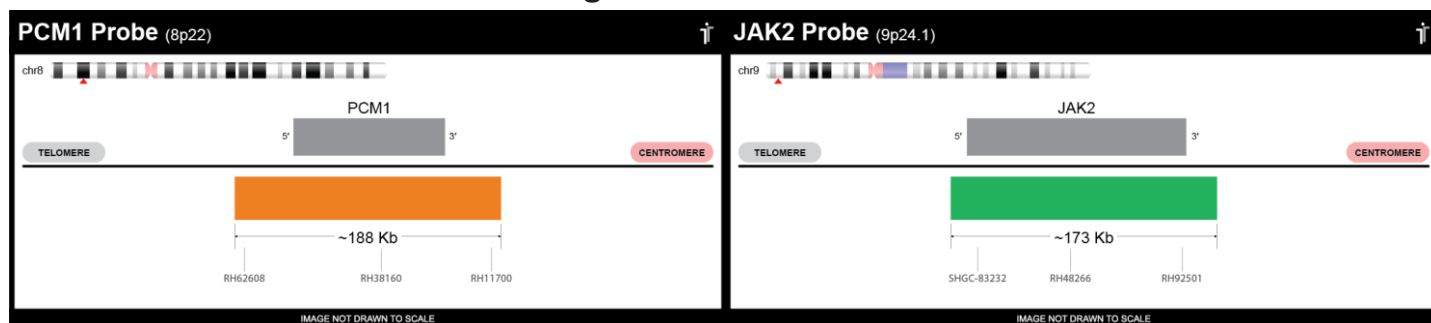 PCM1 Probe (8p22)
chr8
PCM1
5' 3'
TELOMERE CENTROMERE
~188 Kb
RH62608 RH38160 RH11700
IMAGE NOT DRAWN TO SCALE
JAK2 Probe (9p24.1)
chr9
JAK2
5' 3'
TELOMERE CENTROMERE
~173 Kb
SHGC-83232 RH48266 RH92501
IMAGE NOT DRAWN TO SCALE